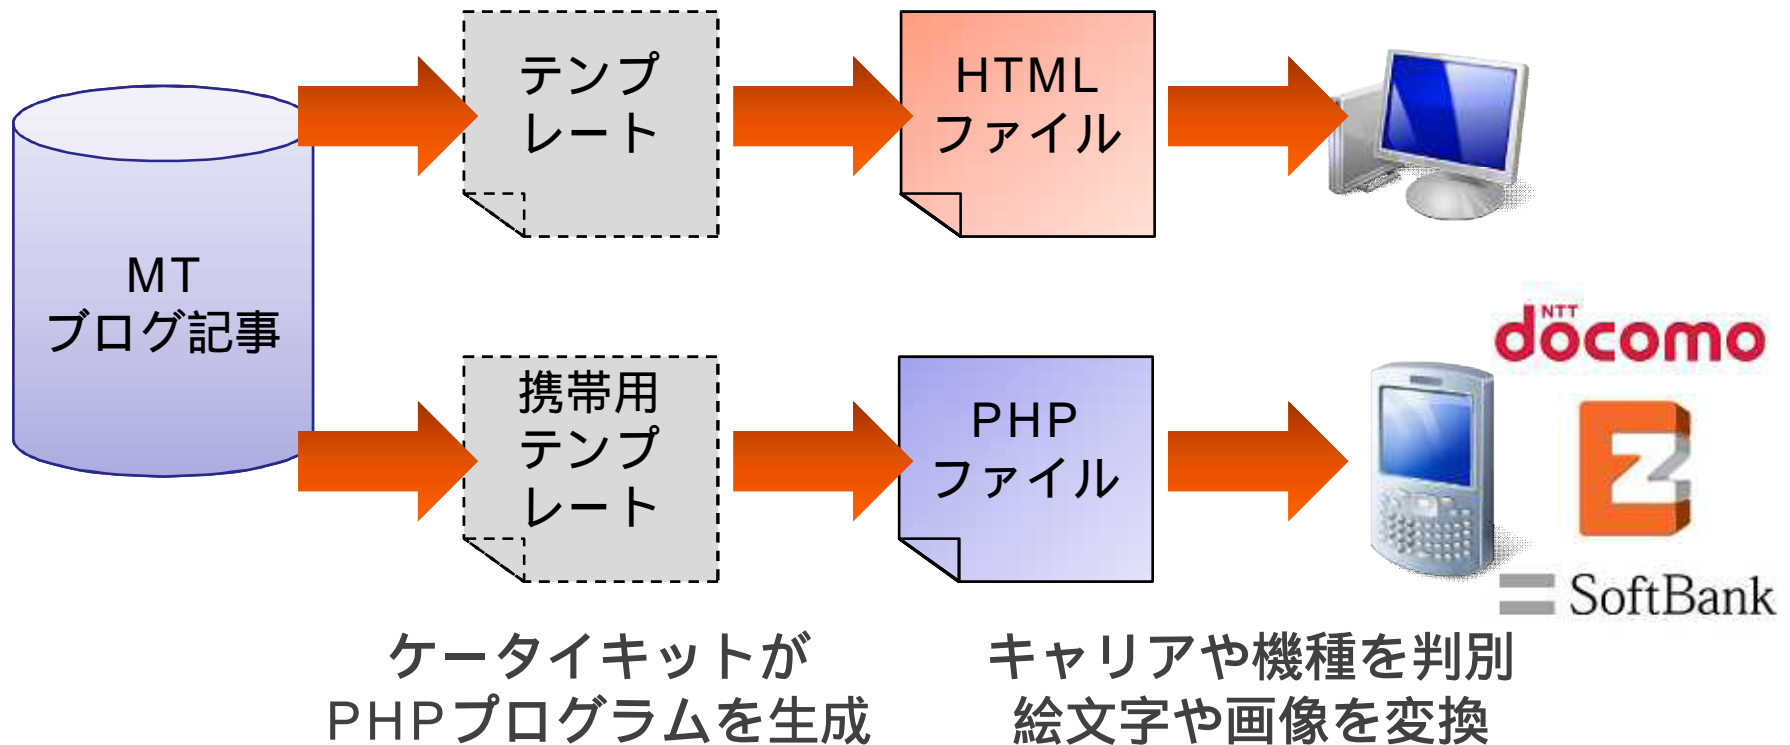 テンプ
レート
HTML
ファイル
MT
ブログ記事
携帯用
テンプ
レート
PHP
ファイル
NTT
döcomo
EZ
SoftBank
ケータイキットが
PHPプログラムを生成
キャリアや機種を判別
絵文字や画像を変換